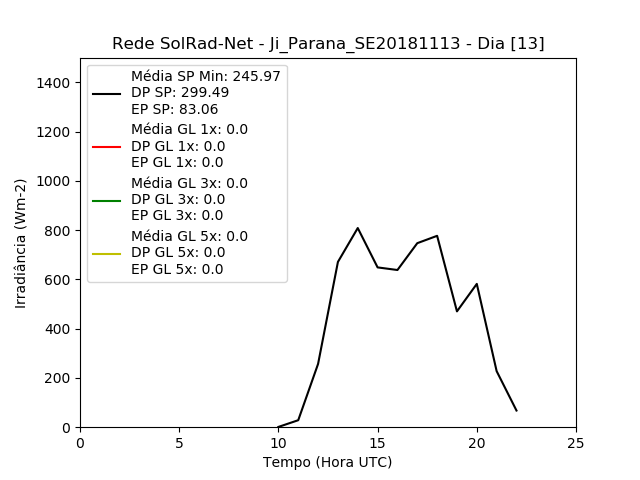 Rede SolRad-Net - Ji_Parana_SE20181113 - Dia [13]
Média SP Min: 245.97
DP SP: 299.49
EP SP: 83.06
Média GL 1x: 0.0
DP GL 1x: 0.0
EP GL 1x: 0.0
Média GL 3x: 0.0
DP GL 3x: 0.0
EP GL 3x: 0.0
Média GL 5x: 0.0
DP GL 5x: 0.0
EP GL 5x: 0.0
Irradiância (Wm-2)
1400
1200
1000
800
600
400
200
0
0 5 10 15 20 25
Tempo (Hora UTC)